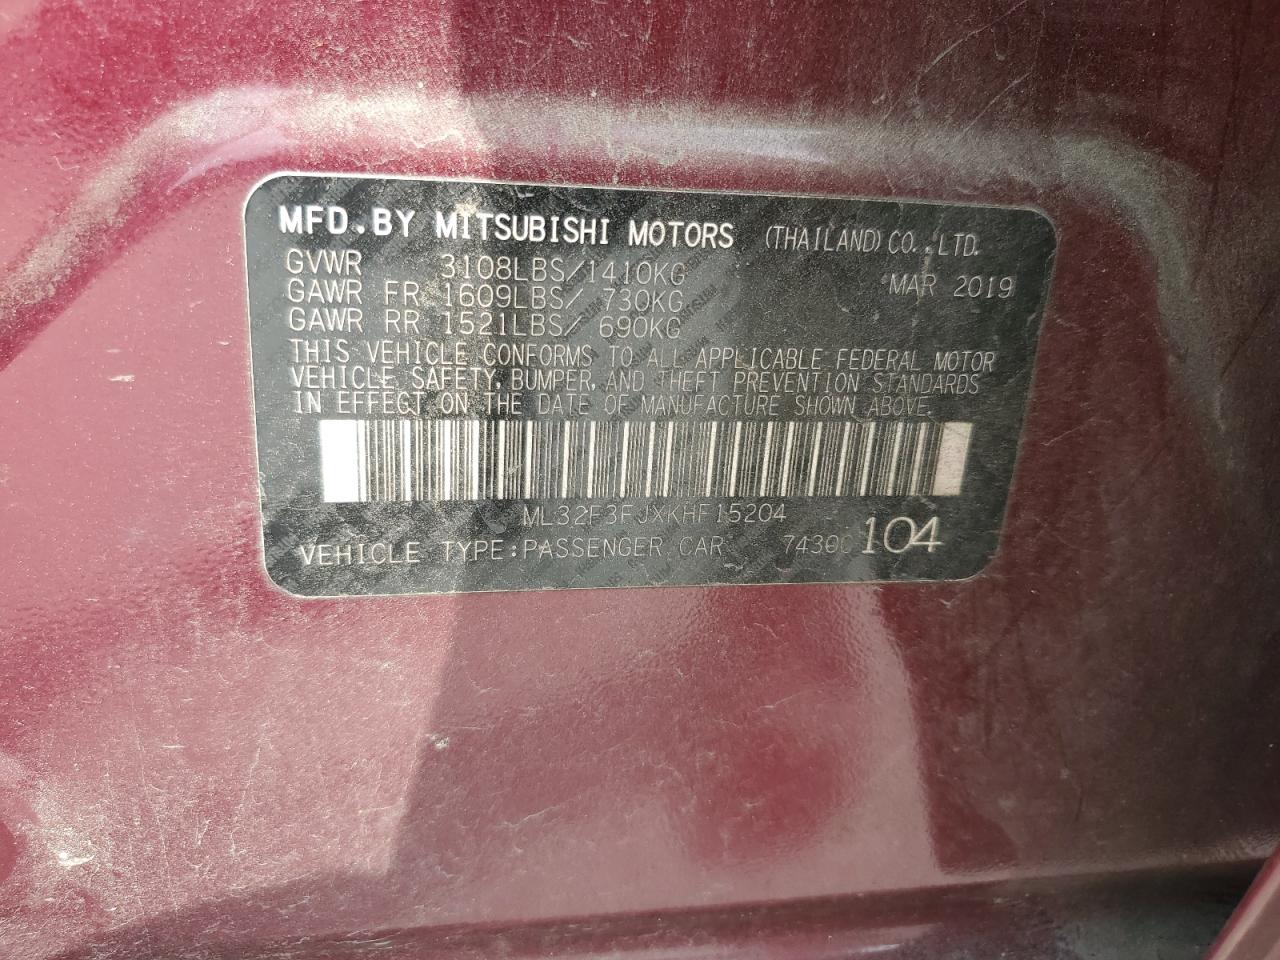 MFD.BY MITSUBISHI MOTORS (THAILAND) CO.,LTD.
GVWR 3108LBS/1410KG MAR 2019
GAWR FR 1609LBS/ 730KG
GAWR RR 1521LBS/ 690KG
THIS VEHICLE CONFORMS TO ALL APPLICABLE FEDERAL MOTOR
VEHICLE SAFETY, BUMPER, AND THEFT PREVENTION STANDARDS
IN EFFECT ON THE DATE OF MANUFACTURE SHOWN ABOVE.
ML32F3FJXKHF15204
VEHICLE TYPE:PASSENGER CAR 104